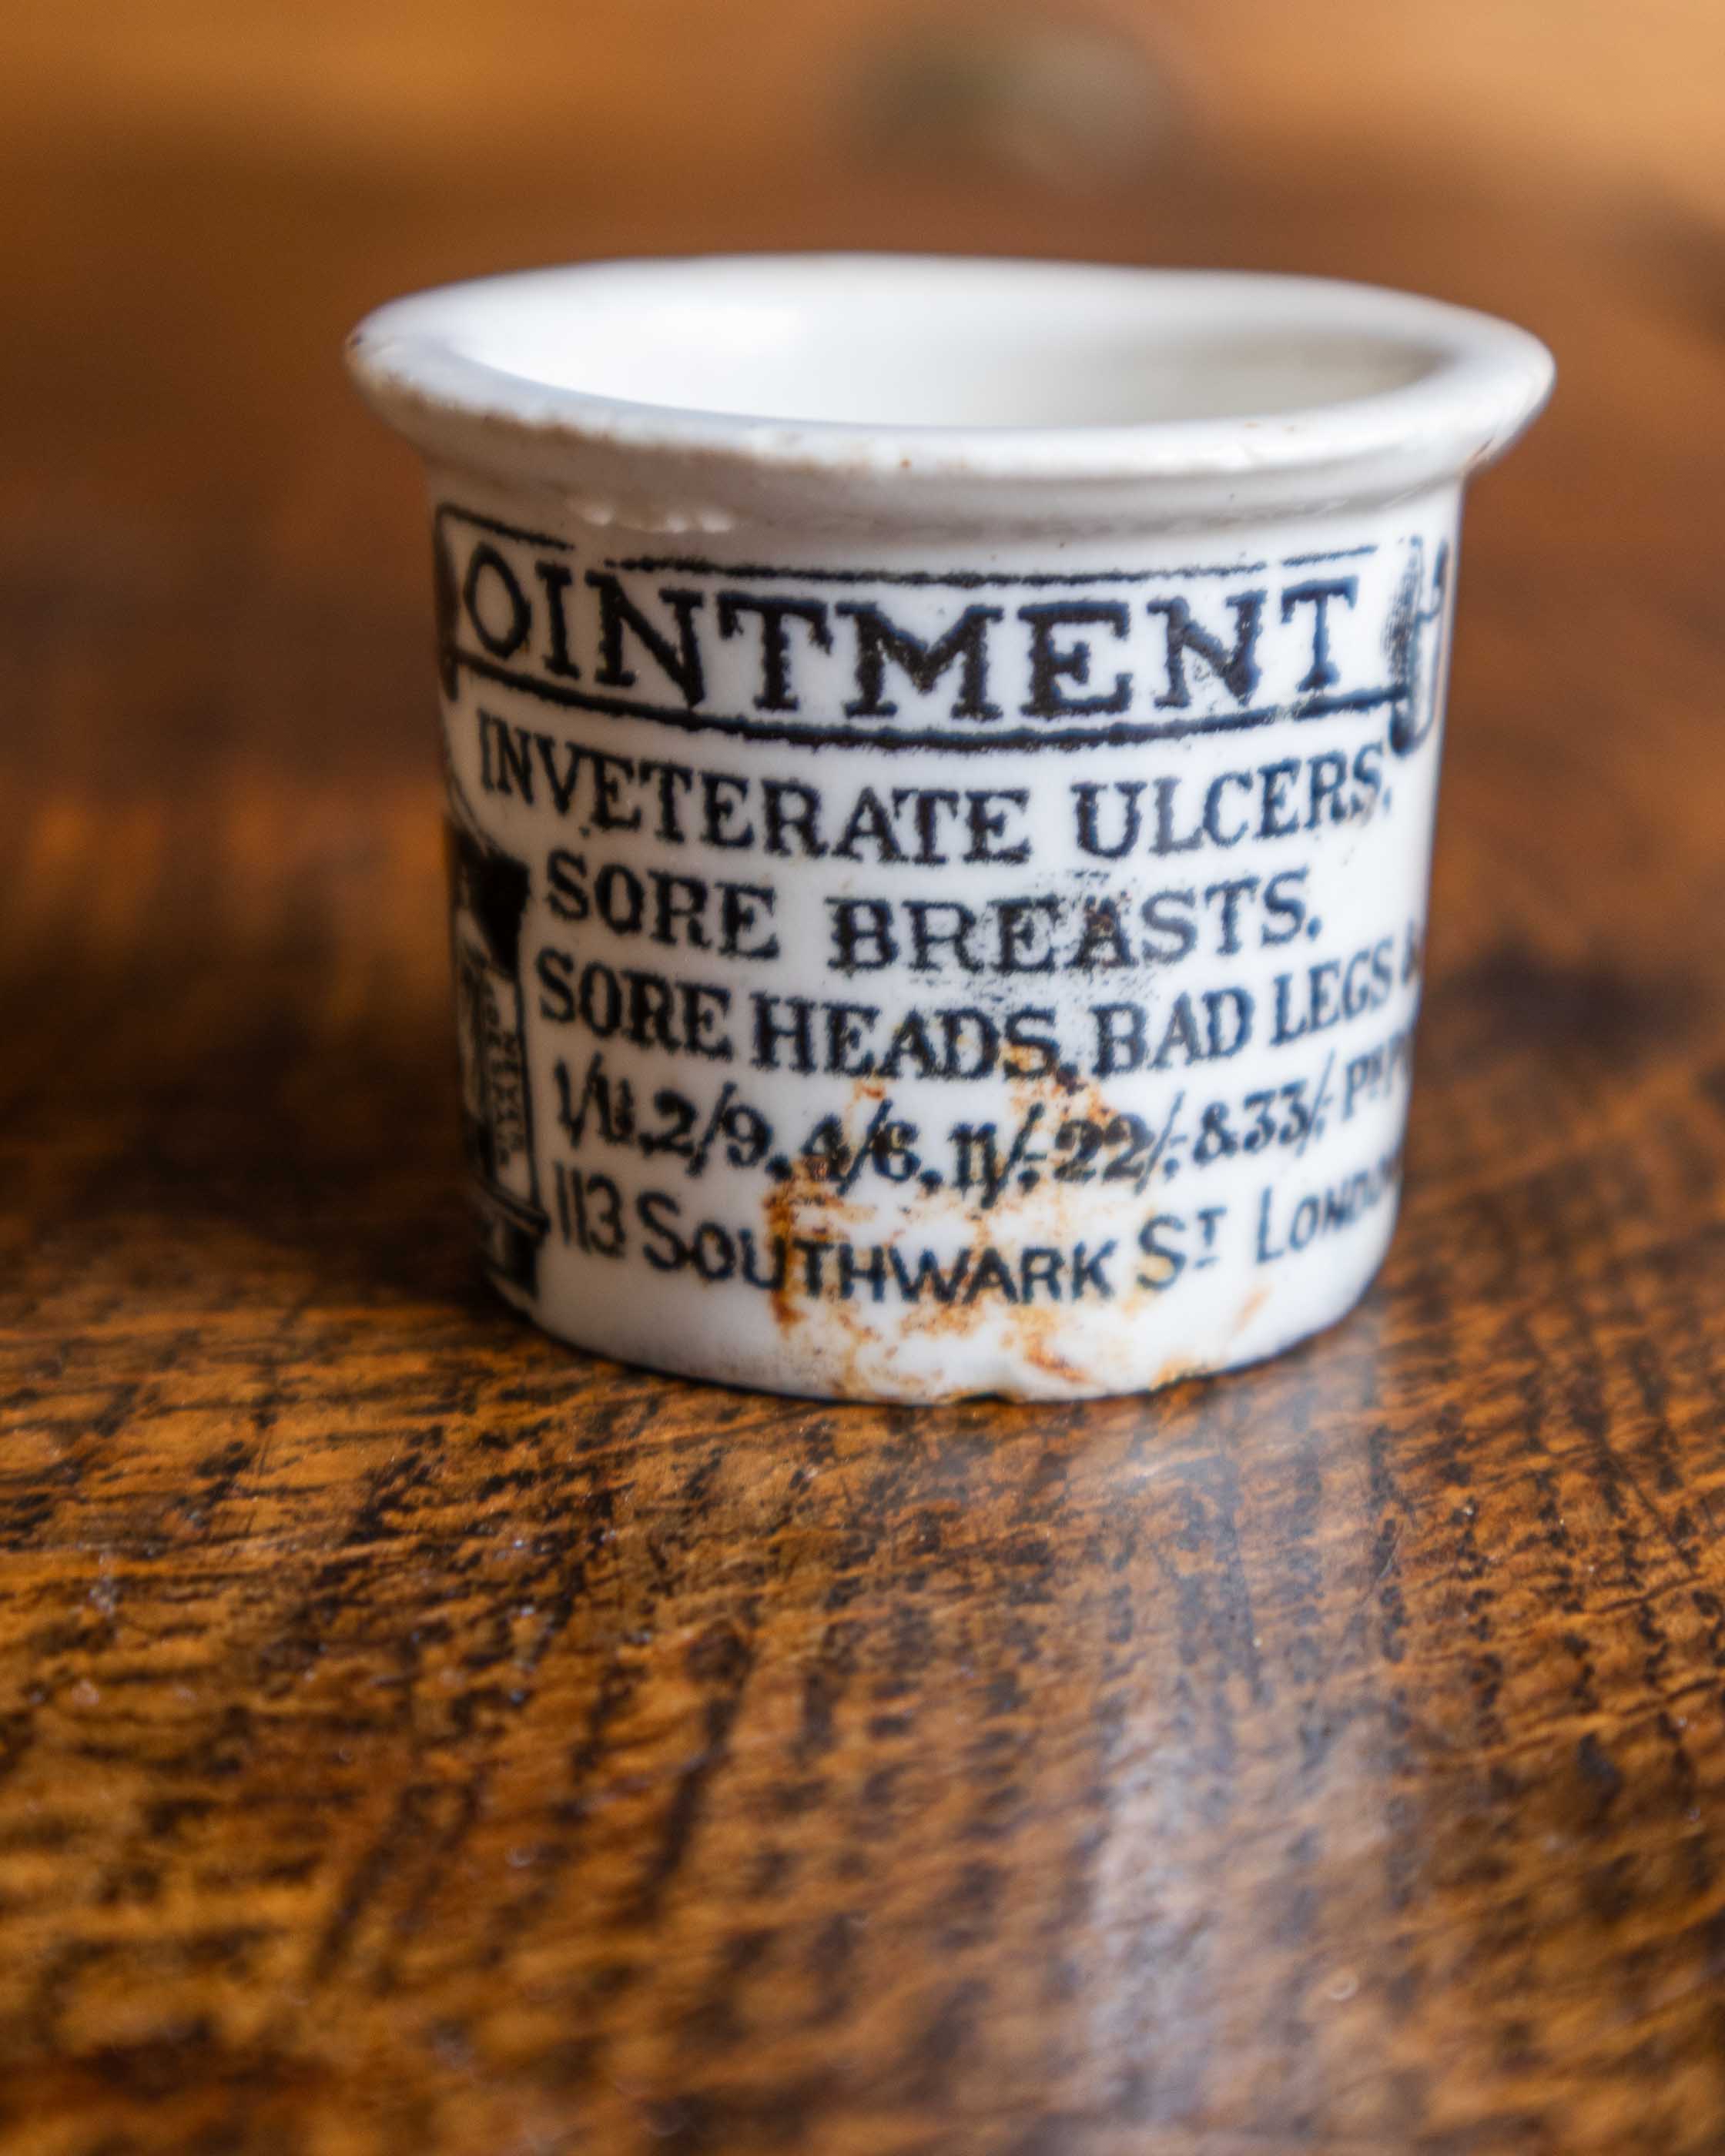 OINTMENT
INVETERATE ULCERS.
SORE BREASTS.
SORE HEADS, BAD LEGS &
1/1½, 2/9, 4/6, 11/-, 22/-, & 33/-
113 SOUTHWARK ST LONDON